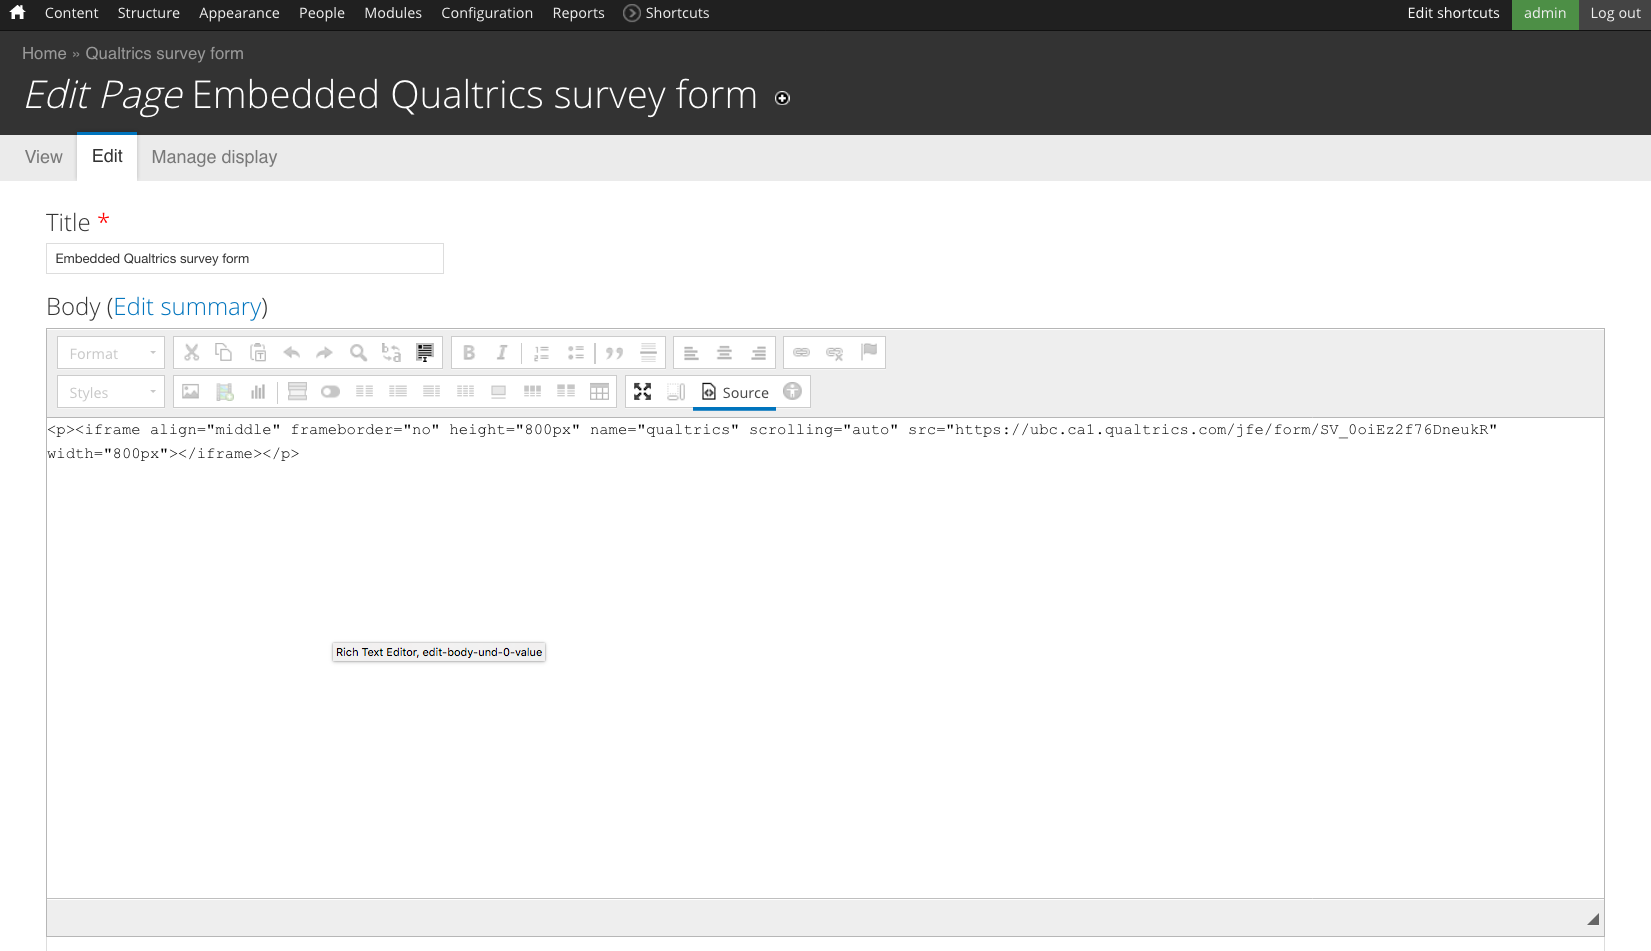 Content Structure Appearance People Modules Configuration Reports Shortcuts Edit shortcuts admin Log out
Home » Qualtrics survey form
Edit Page Embedded Qualtrics survey form
View Edit Manage display
Title *
Embedded Qualtrics survey form
Body (Edit summary)
Format
Styles Source
<p><iframe align="middle" frameborder="no" height="800px" name="qualtrics" scrolling="auto" src="https://ubc.ca1.qualtrics.com/jfe/form/SV_0oiEz2f76DneukR"
width="800px"></iframe></p>
Rich Text Editor, edit-body-und-0-value